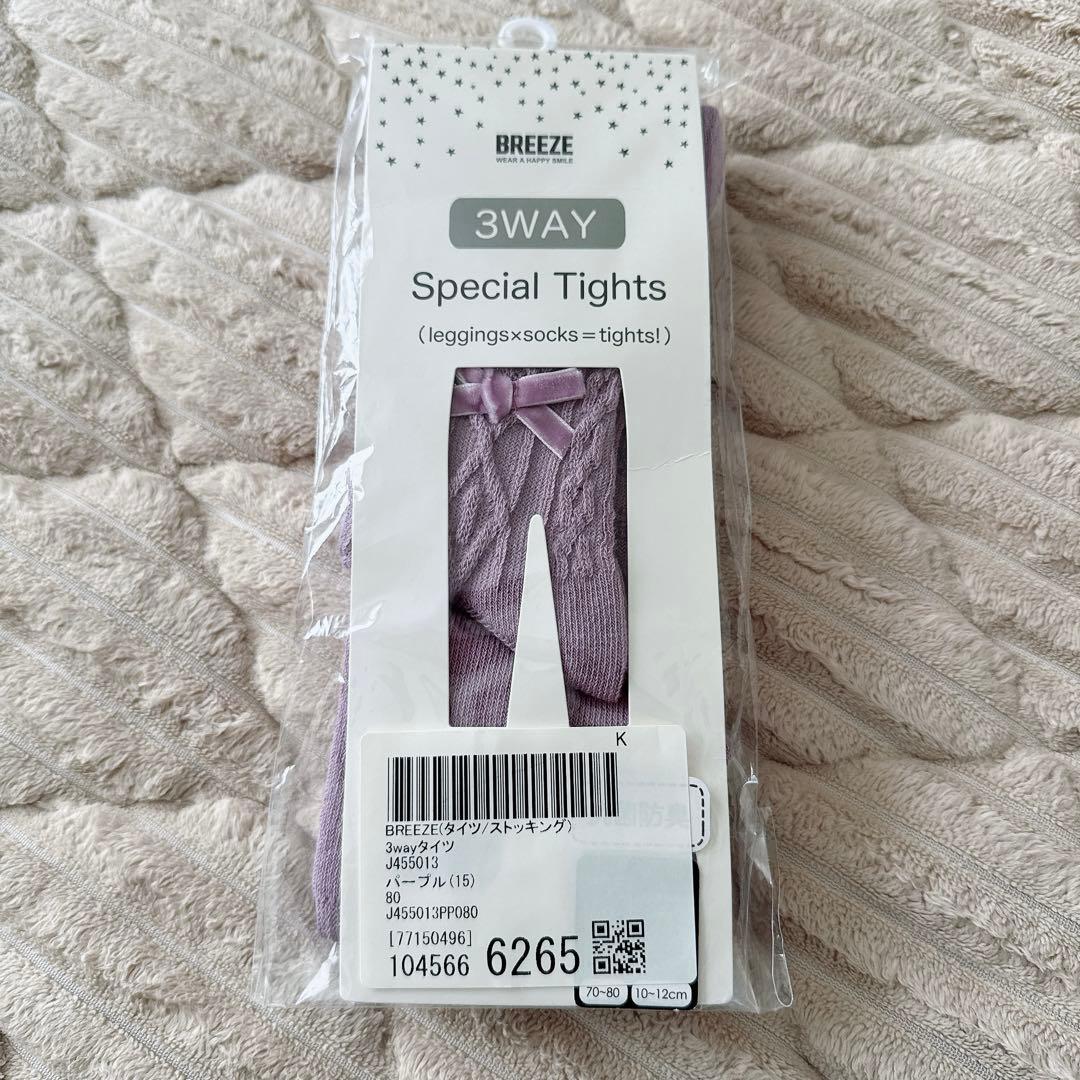 BREEZE
WEAR A HAPPY SMILE
3WAY
Special Tights
(leggings×socks=tights!)
K
BREEZE(タイツ/ストッキング)
3wayタイツ
J455013
パープル(15)
80
J455013PP080
[77150496]
104566 6265
防臭
70~80 10~12cm